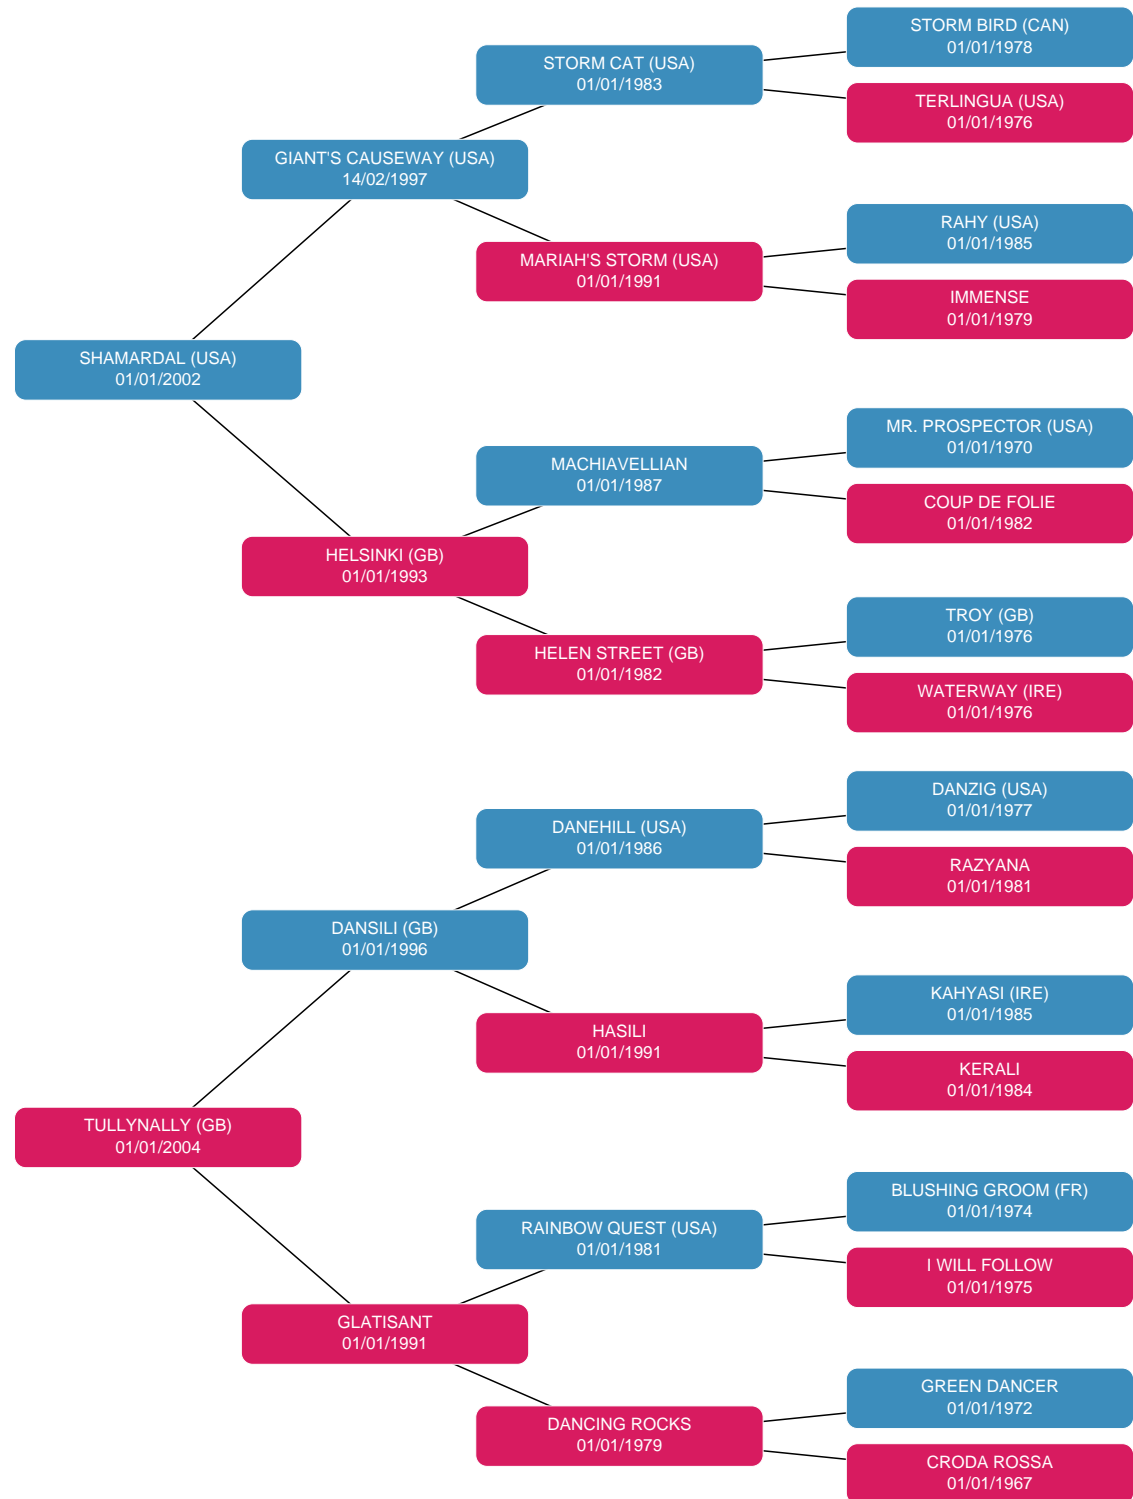 STORM BIRD (CAN)
01/01/1978
STORM CAT (USA)
01/01/1983
TERLINGUA (USA)
01/01/1976
GIANT'S CAUSEWAY (USA)
14/02/1997
RAHY (USA)
01/01/1985
MARIAH'S STORM (USA)
01/01/1991
IMMENSE
01/01/1979
SHAMARDAL (USA)
01/01/2002
MR. PROSPECTOR (USA)
01/01/1970
MACHIAVELLIAN
01/01/1987
COUP DE FOLIE
01/01/1982
HELSINKI (GB)
01/01/1993
TROY (GB)
01/01/1976
HELEN STREET (GB)
01/01/1982
WATERWAY (IRE)
01/01/1976
DANZIG (USA)
01/01/1977
DANEHILL (USA)
01/01/1986
RAZYANA
01/01/1981
DANSILI (GB)
01/01/1996
KAHYASI (IRE)
01/01/1985
HASILI
01/01/1991
KERALI
01/01/1984
TULLYNALLY (GB)
01/01/2004
BLUSHING GROOM (FR)
01/01/1974
RAINBOW QUEST (USA)
01/01/1981
I WILL FOLLOW
01/01/1975
GLATISANT
01/01/1991
GREEN DANCER
01/01/1972
DANCING ROCKS
01/01/1979
CRODA ROSSA
01/01/1967